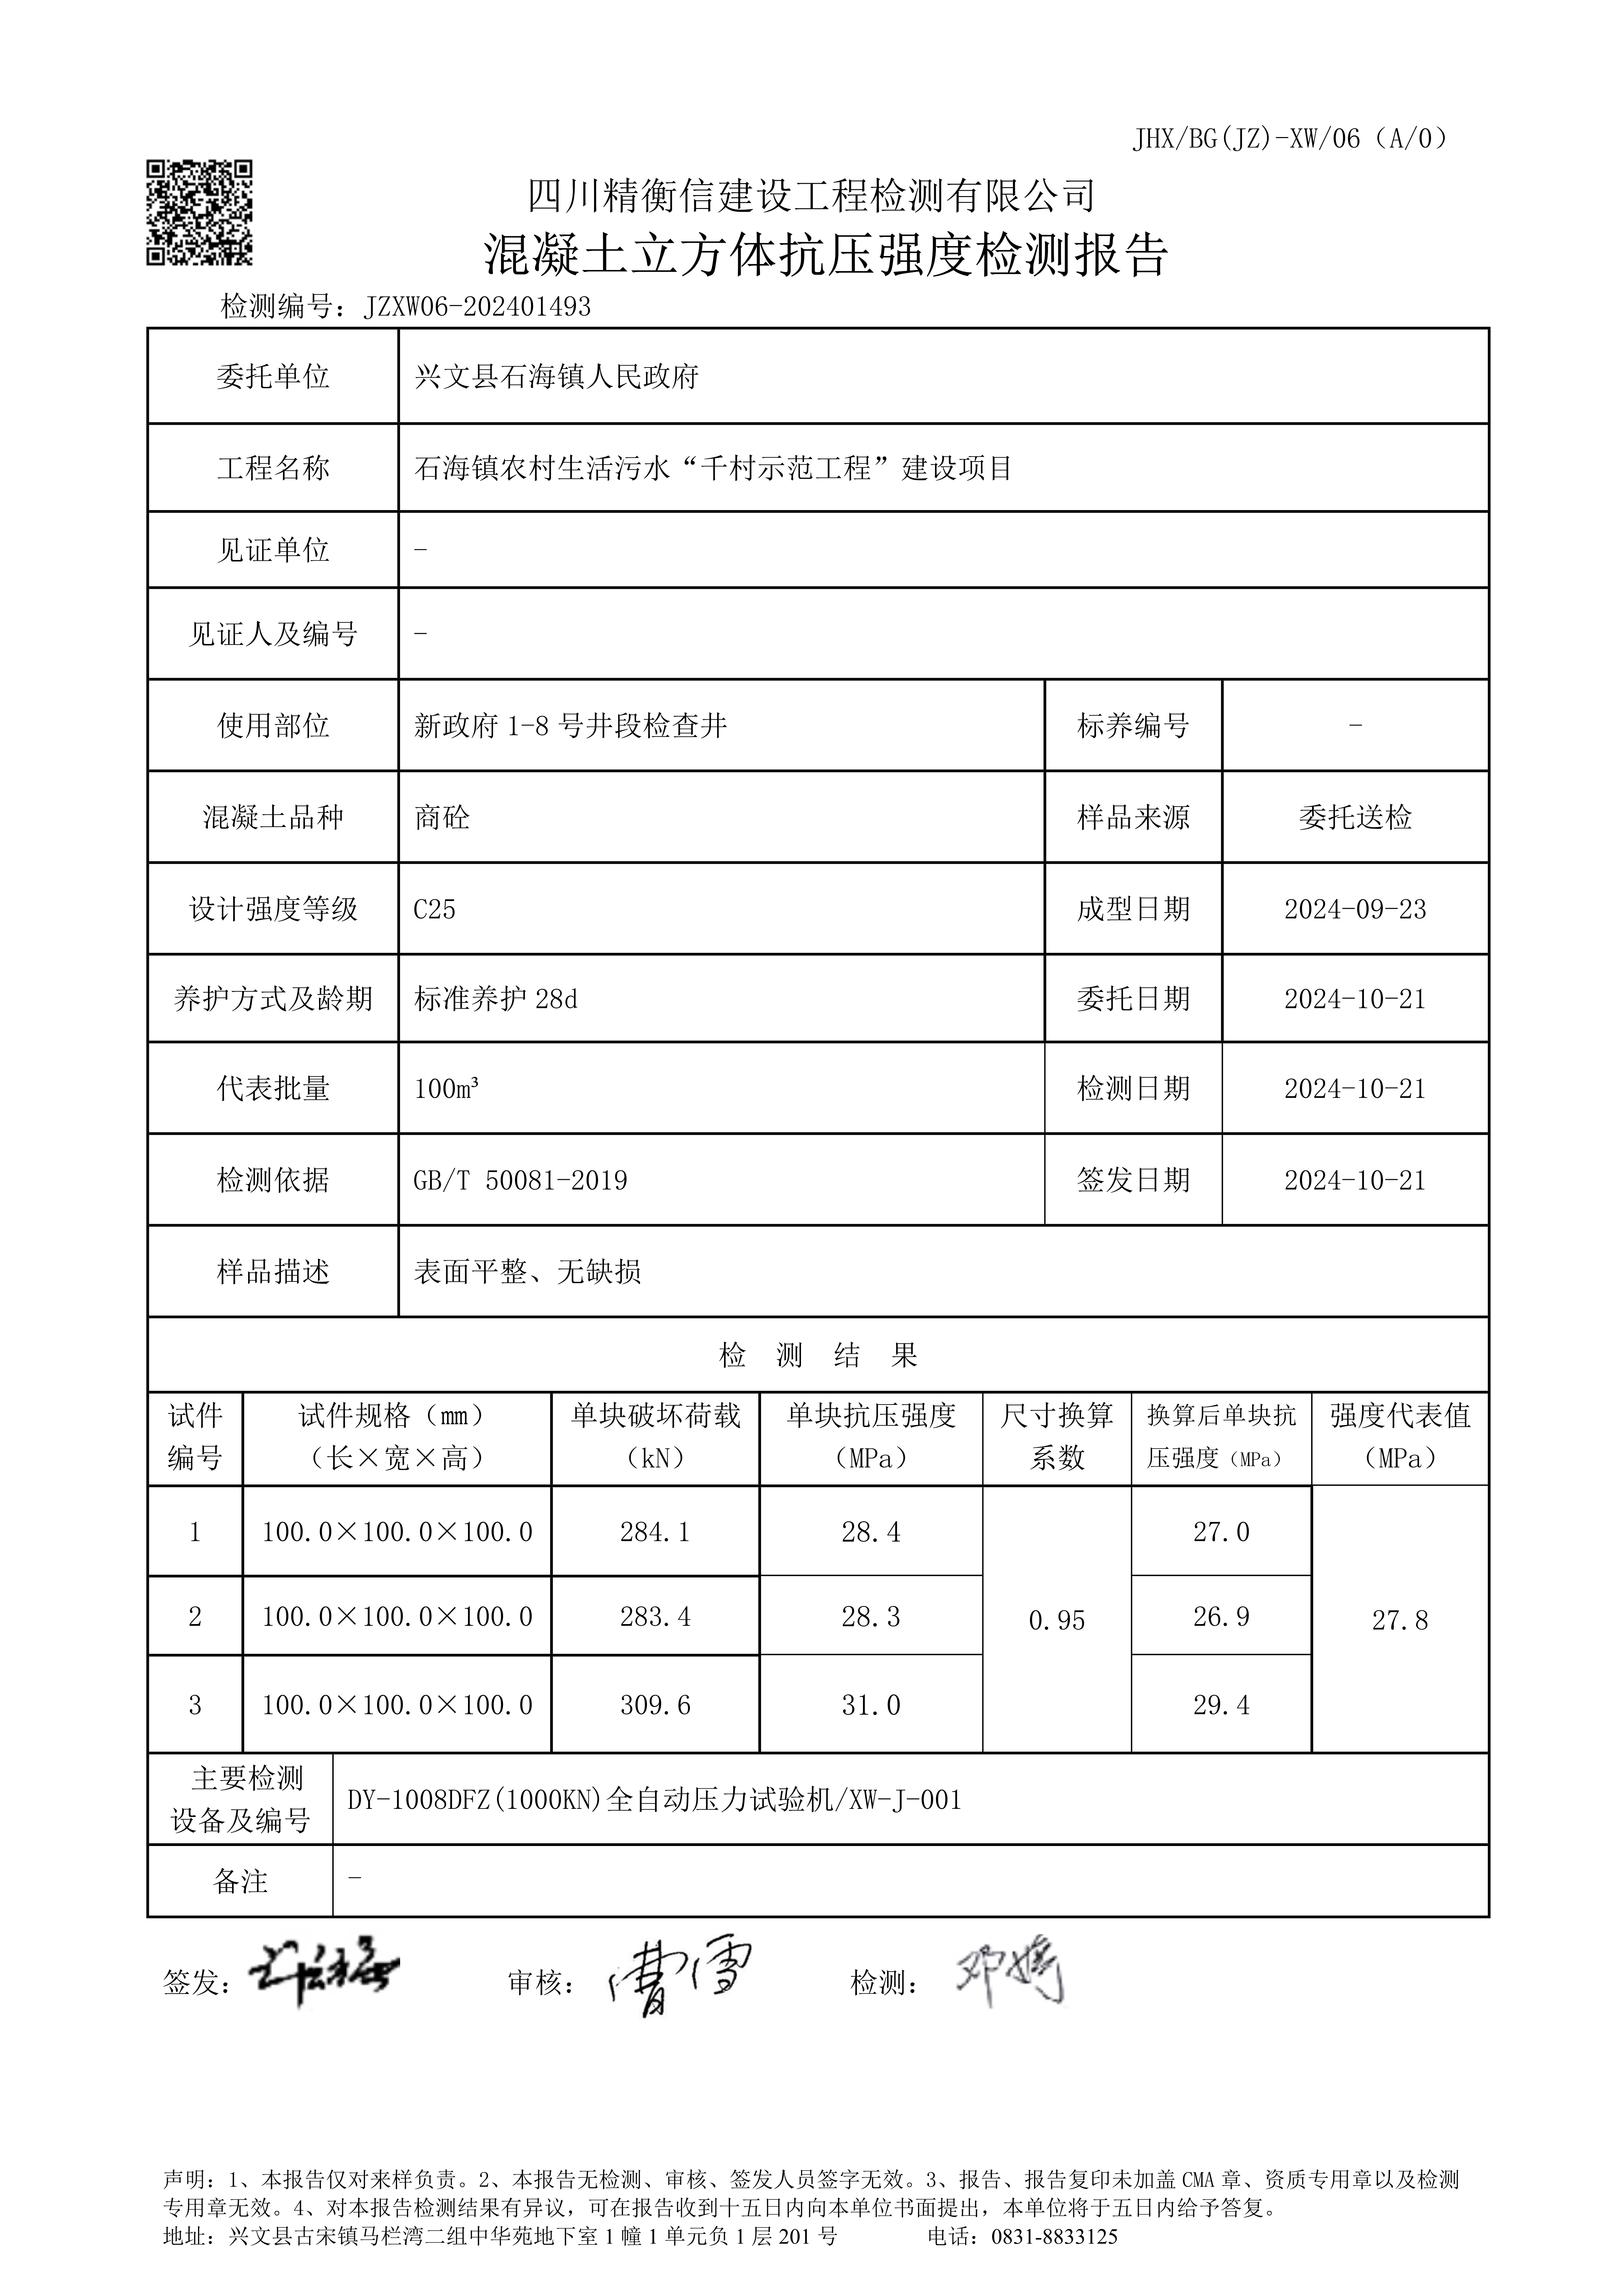 JHX/BG(JZ)-XW/06（A/0）
四川精衡信建设工程检测有限公司
混凝土立方体抗压强度检测报告
检测编号：JZXW06-202401493
委托单位 兴文县石海镇人民政府
工程名称 石海镇农村生活污水“千村示范工程”建设项目
见证单位 -
见证人及编号 -
使用部位 新政府 1-8 号井段检查井 标养编号 -
混凝土品种 商砼 样品来源 委托送检
设计强度等级 C25 成型日期 2024-09-23
养护方式及龄期 标准养护 28d 委托日期 2024-10-21
代表批量 100m³ 检测日期 2024-10-21
检测依据 GB/T 50081-2019 签发日期 2024-10-21
样品描述 表面平整、无缺损
检 测 结 果
试件 试件规格（㎜） 单块破坏荷载 单块抗压强度 尺寸换算 换算后单块抗 强度代表值
编号 （长×宽×高） （kN） （MPa） 系数 压强度（MPa） （MPa）
1 100.0×100.0×100.0 284.1 28.4 27.0
2 100.0×100.0×100.0 283.4 28.3 0.95 26.9 27.8
3 100.0×100.0×100.0 309.6 31.0 29.4
主要检测
设备及编号 DY-1008DFZ(1000KN)全自动压力试验机/XW-J-001
备注 -
签发： 审核：曹雪 检测：邓婍
声明：1、本报告仅对来样负责。2、本报告无检测、审核、签发人员签字无效。3、报告、报告复印未加盖 CMA 章、资质专用章以及检测
专用章无效。4、对本报告检测结果有异议，可在报告收到十五日内向本单位书面提出，本单位将于五日内给予答复。
地址：兴文县古宋镇马栏湾二组中华苑地下室 1 幢 1 单元负 1 层 201 号 电话：0831-8833125